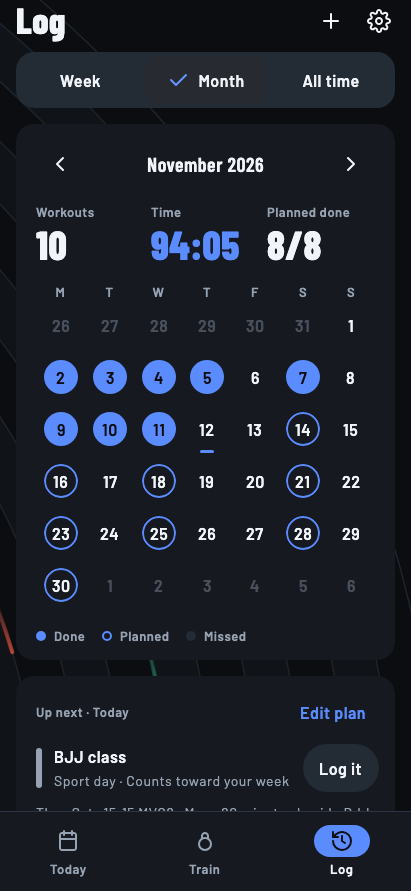 Log
Week Month All time
November 2026
Workouts Time Planned done
10 94:05 8/8
M T W T F S S
26 27 28 29 30 31 1
2 3 4 5 6 7 8
9 10 11 12 13 14 15
16 17 18 19 20 21 22
23 24 25 26 27 28 29
30 1 2 3 4 5 6
Done Planned Missed
Up next · Today Edit plan
BJJ class
Sport day · Counts toward your week
Log it
Today Train Log